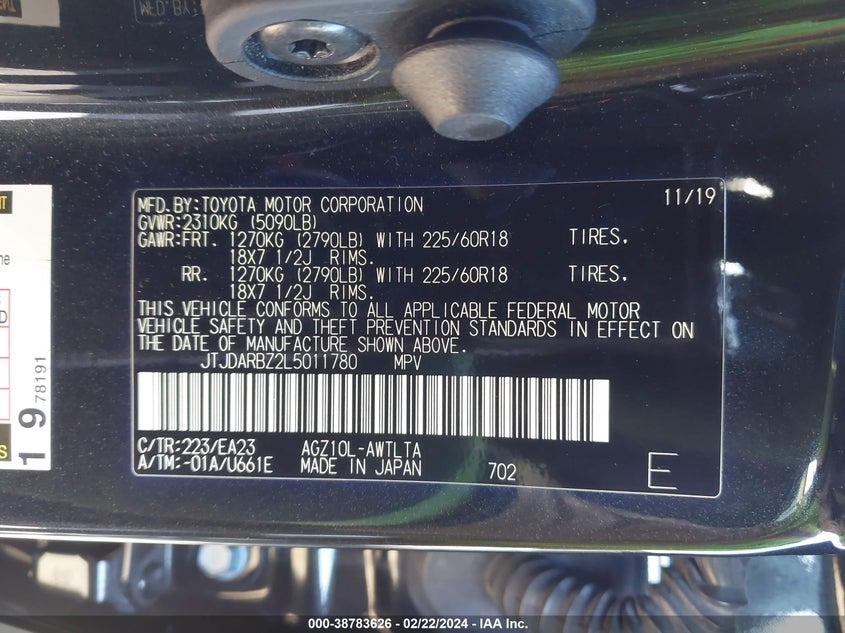 MFD.BY:
MFD.BY:TOYOTA MOTOR CORPORATION 11/19
GVWR:2310KG (5090LB)
GAWR:FRT. 1270KG (2790LB) WITH 225/60R18 TIRES.
18X7 1/2J RIMS.
RR. 1270KG (2790LB) WITH 225/60R18 TIRES.
18X7 1/2J RIMS.
THIS VEHICLE CONFORMS TO ALL APPLICABLE FEDERAL MOTOR
VEHICLE SAFETY AND THEFT PREVENTION STANDARDS IN EFFECT ON
THE DATE OF MANUFACTURE SHOWN ABOVE.
JTJDARBZ2L5011780 MPV
C/TR:223/EA23 AGZ10L-AWTLTA
A/TM:-01A/U661E MADE IN JAPAN 702 E
19 78191
000-38783626 - 02/22/2024 - IAA Inc.